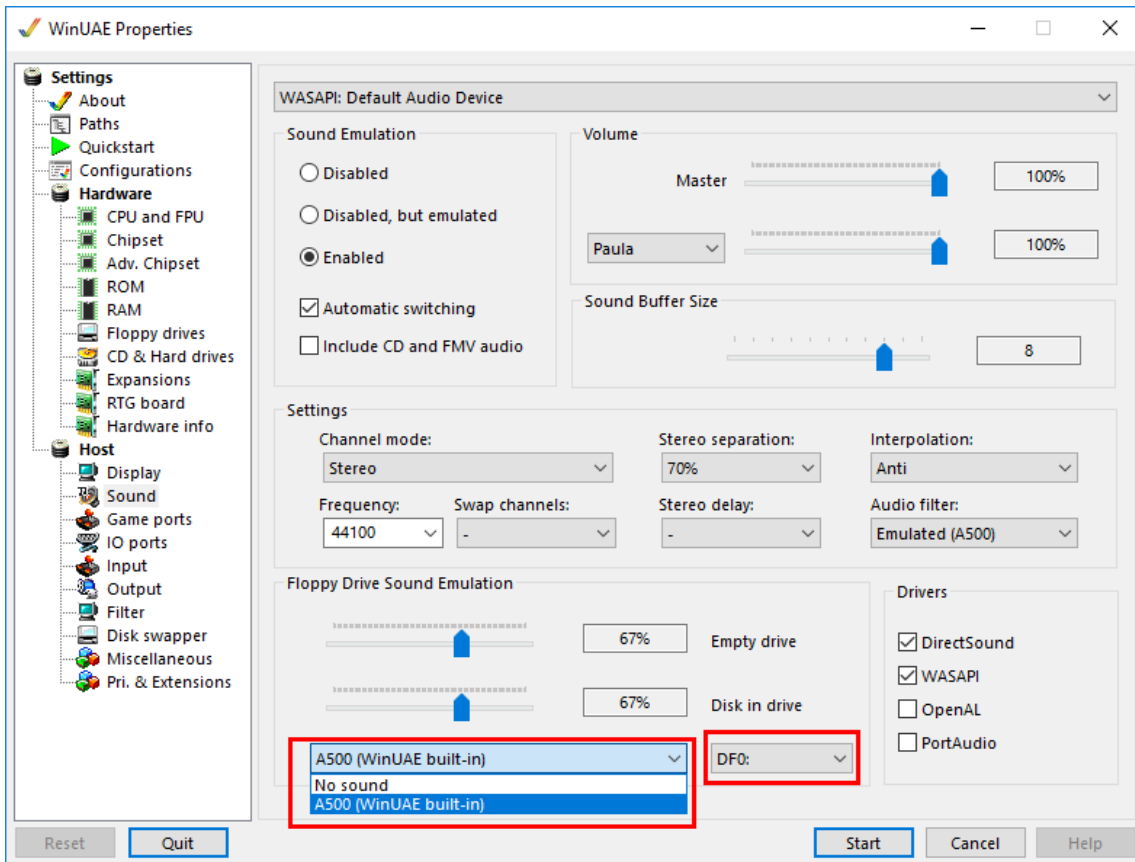 WinUAE Properties
Settings
About
Paths
Quickstart
Configurations
Hardware
CPU and FPU
Chipset
Adv. Chipset
ROM
RAM
Floppy drives
CD & Hard drives
Expansions
RTG board
Hardware info
Host
Display
Sound
Game ports
IO ports
Input
Output
Filter
Disk swapper
Miscellaneous
Pri. & Extensions
WASAPI: Default Audio Device
Sound Emulation
Disabled
Disabled, but emulated
Enabled
Automatic switching
Include CD and FMV audio
Volume
Master 100%
Paula 100%
Sound Buffer Size
8
Settings
Channel mode: Stereo separation: Interpolation:
Stereo 70% Anti
Frequency: Swap channels: Stereo delay: Audio filter:
44100 - - Emulated (A500)
Floppy Drive Sound Emulation
67% Empty drive
67% Disk in drive
A500 (WinUAE built-in) DF0:
No sound
A500 (WinUAE built-in)
Drivers
DirectSound
WASAPI
OpenAL
PortAudio
Reset Quit Start Cancel Help